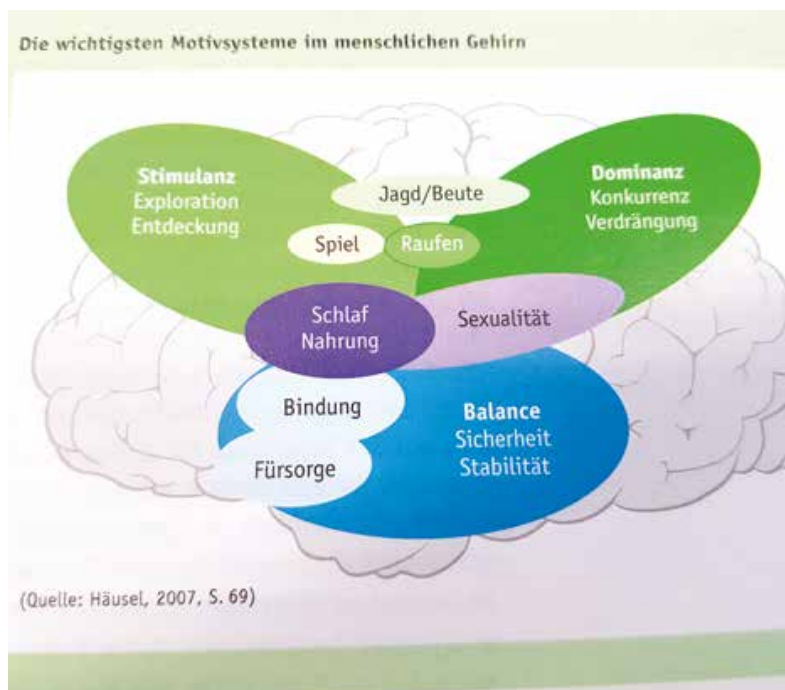 Die wichtigsten Motivsysteme im menschlichen Gehirn
Stimulanz
Exploration
Entdeckung
Dominanz
Konkurrenz
Verdrängung
Jagd/Beute
Spiel
Raufen
Schlaf
Nahrung
Sexualität
Bindung
Fürsorge
Balance
Sicherheit
Stabilität
(Quelle: Häusel, 2007, S. 69)